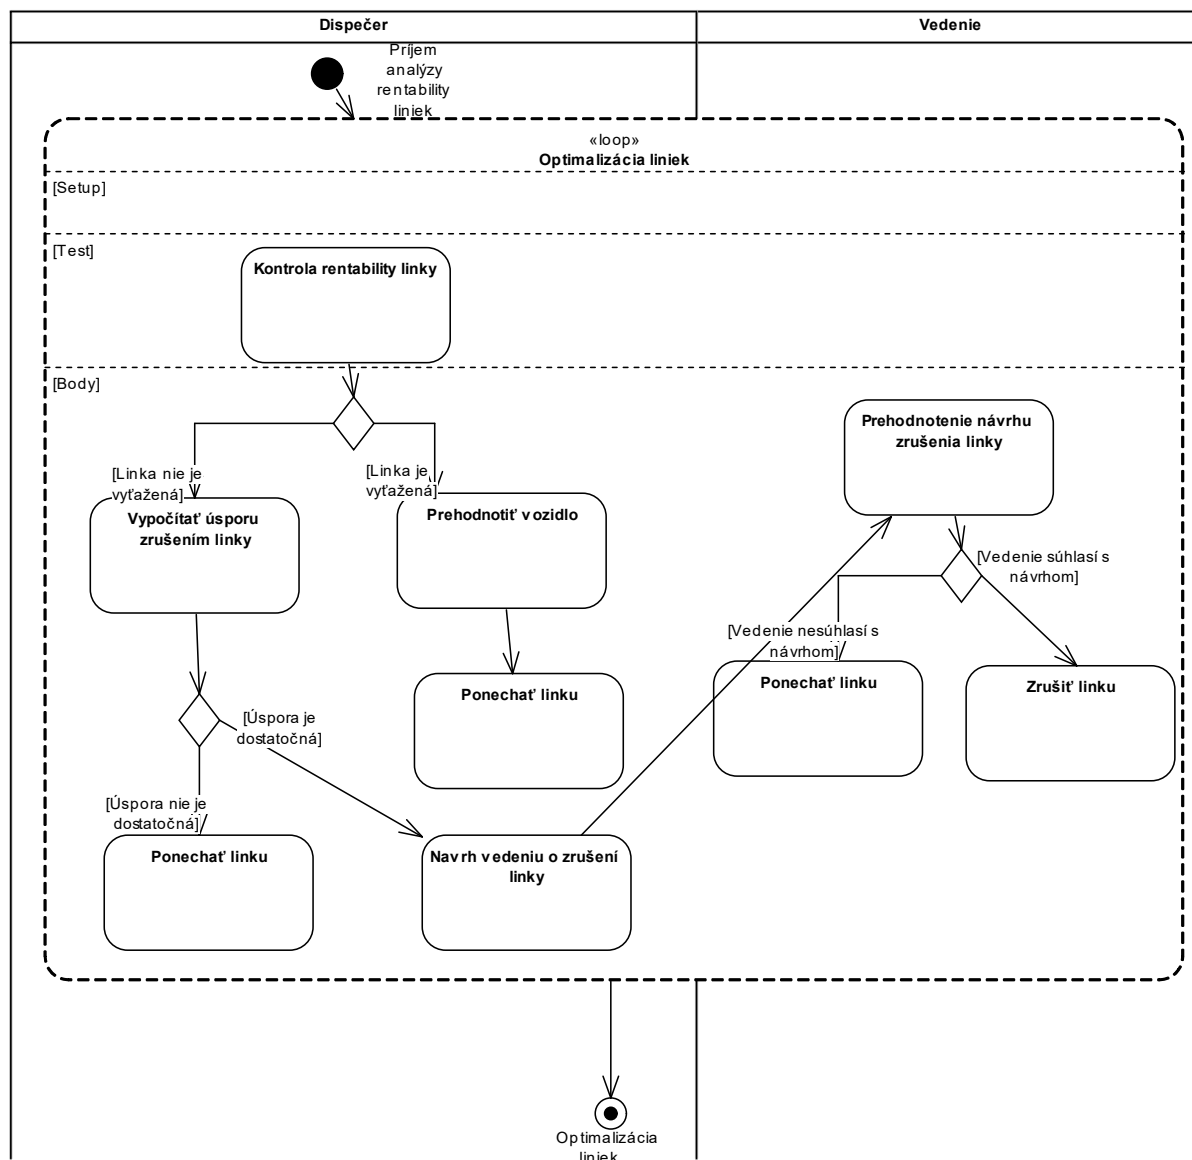 Dispečer
Vedenie
Príjem
analýzy
rentability
liniek
«loop»
Optimalizácia liniek
[Setup]
[Test]
Kontrola rentability linky
[Body]
Prehodnotenie návrhu
zrušenia linky
[Linka nie je
vyťažená]
[Linka je
vyťažená]
Vypočítať úsporu
zrušením linky
Prehodnotiť vozidlo
[Vedenie súhlasí s
návrhom]
[Vedenie nesúhlasí s
návrhom]
Ponechať linku
Ponechať linku
Zrušiť linku
[Úspora je
dostatočná]
[Úspora nie je
dostatočná]
Ponechať linku
Navrh vedeniu o zrušení
linky
Optimalizácia
liniek